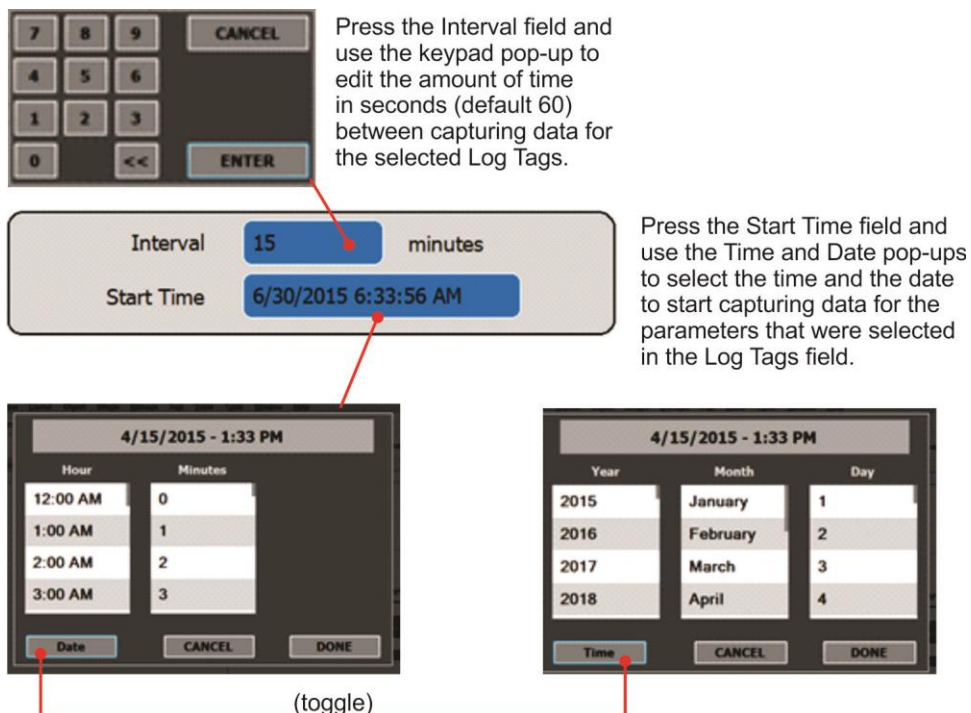 7 8 9 CANCEL
4 5 6
1 2 3
0 << ENTER
Press the Interval field and
use the keypad pop-up to
edit the amount of time
in seconds (default 60)
between capturing data for
the selected Log Tags.
Interval 15 minutes
Start Time 6/30/2015 6:33:56 AM
Press the Start Time field and
use the Time and Date pop-ups
to select the time and the date
to start capturing data for the
parameters that were selected
in the Log Tags field.
4/15/2015 - 1:33 PM
Hour Minutes
12:00 AM 0
1:00 AM 1
2:00 AM 2
3:00 AM 3
Date CANCEL DONE
4/15/2015 - 1:33 PM
Year Month Day
2015 January 1
2016 February 2
2017 March 3
2018 April 4
Time CANCEL DONE
(toggle)